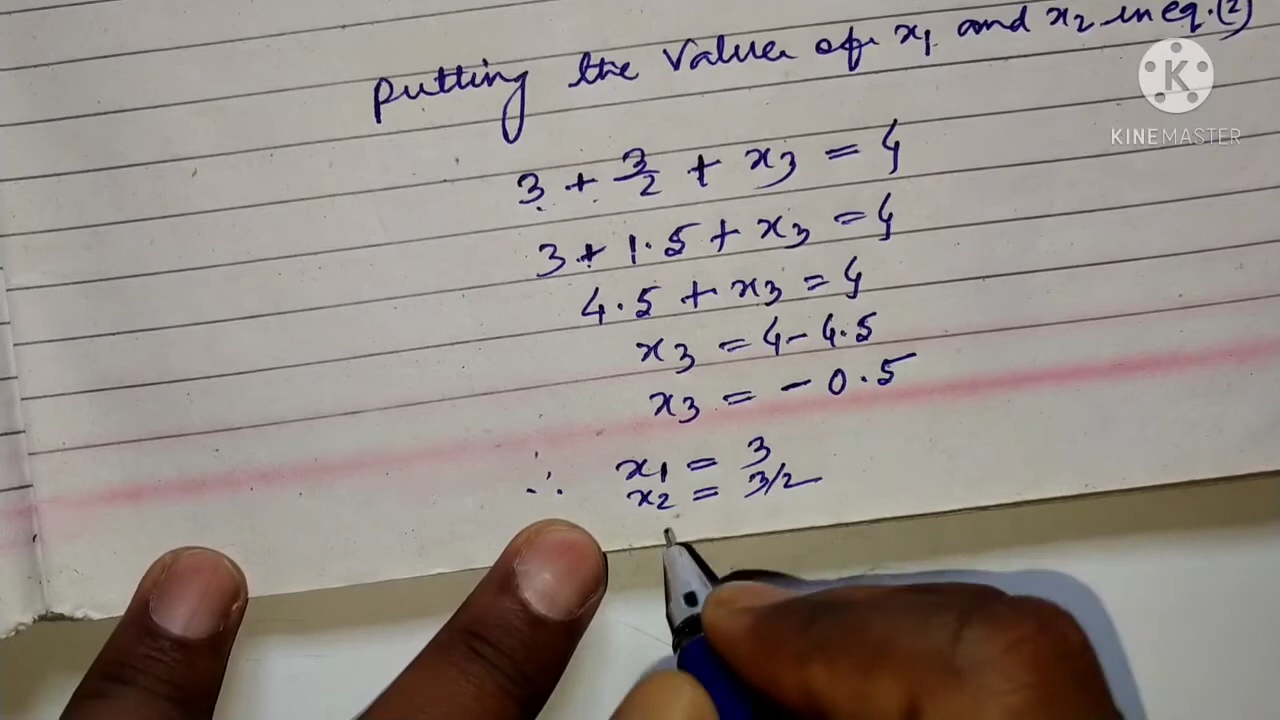 putting the value of x1 and x2 in eq.(2)
K
KINEMASTER
3 + 3/2 + x3 = 4
3 + 1.5 + x3 = 4
4.5 + x3 = 4
x3 = 4 - 4.5
x3 = - 0.5
∴ x1 = 3
x2 = 3/2